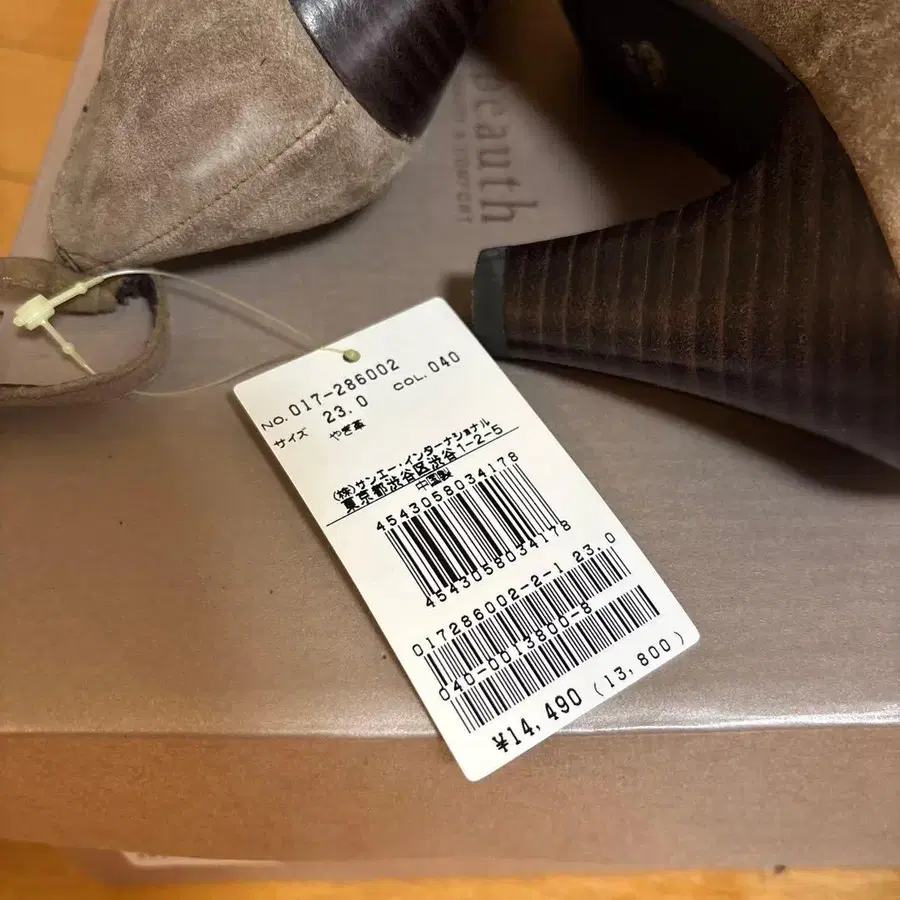 beauth
COMFORT
NO. 017-286002 COL. 040
サイズ 23.0
やぎ革
(株)サンエー・インターナショナル
東京都渋谷区渋谷1-2-5
中国製
4543058034178
4543058034178
017286002-2-1 23.0
040-0013800-8
¥14,490 (13,800)